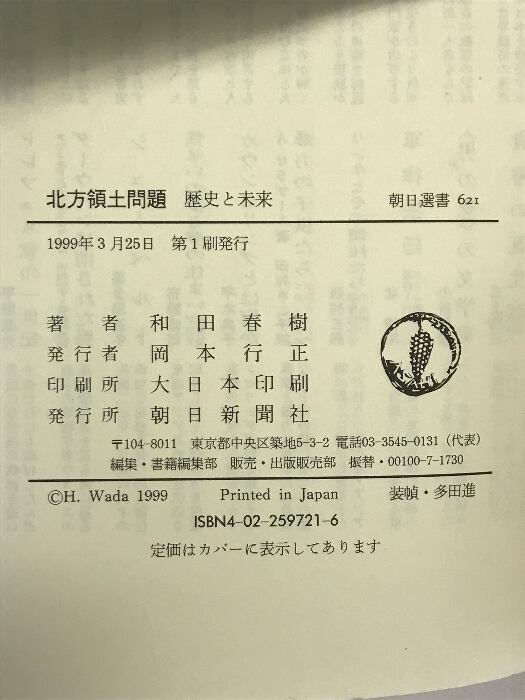 北方領土問題 歴史と未来 朝日選書 621
1999年3月25日 第1刷発行
著者 和田春樹
発行者 岡本行正
印刷所 大日本印刷
発行所 朝日新聞社
〒104-8011 東京都中央区築地5-3-2 電話03-3545-0131（代表）
編集・書籍編集部 販売・出版販売部 振替・00100-7-1730
©H. Wada 1999 Printed in Japan 装幀・多田進
ISBN4-02-259721-6
定価はカバーに表示してあります